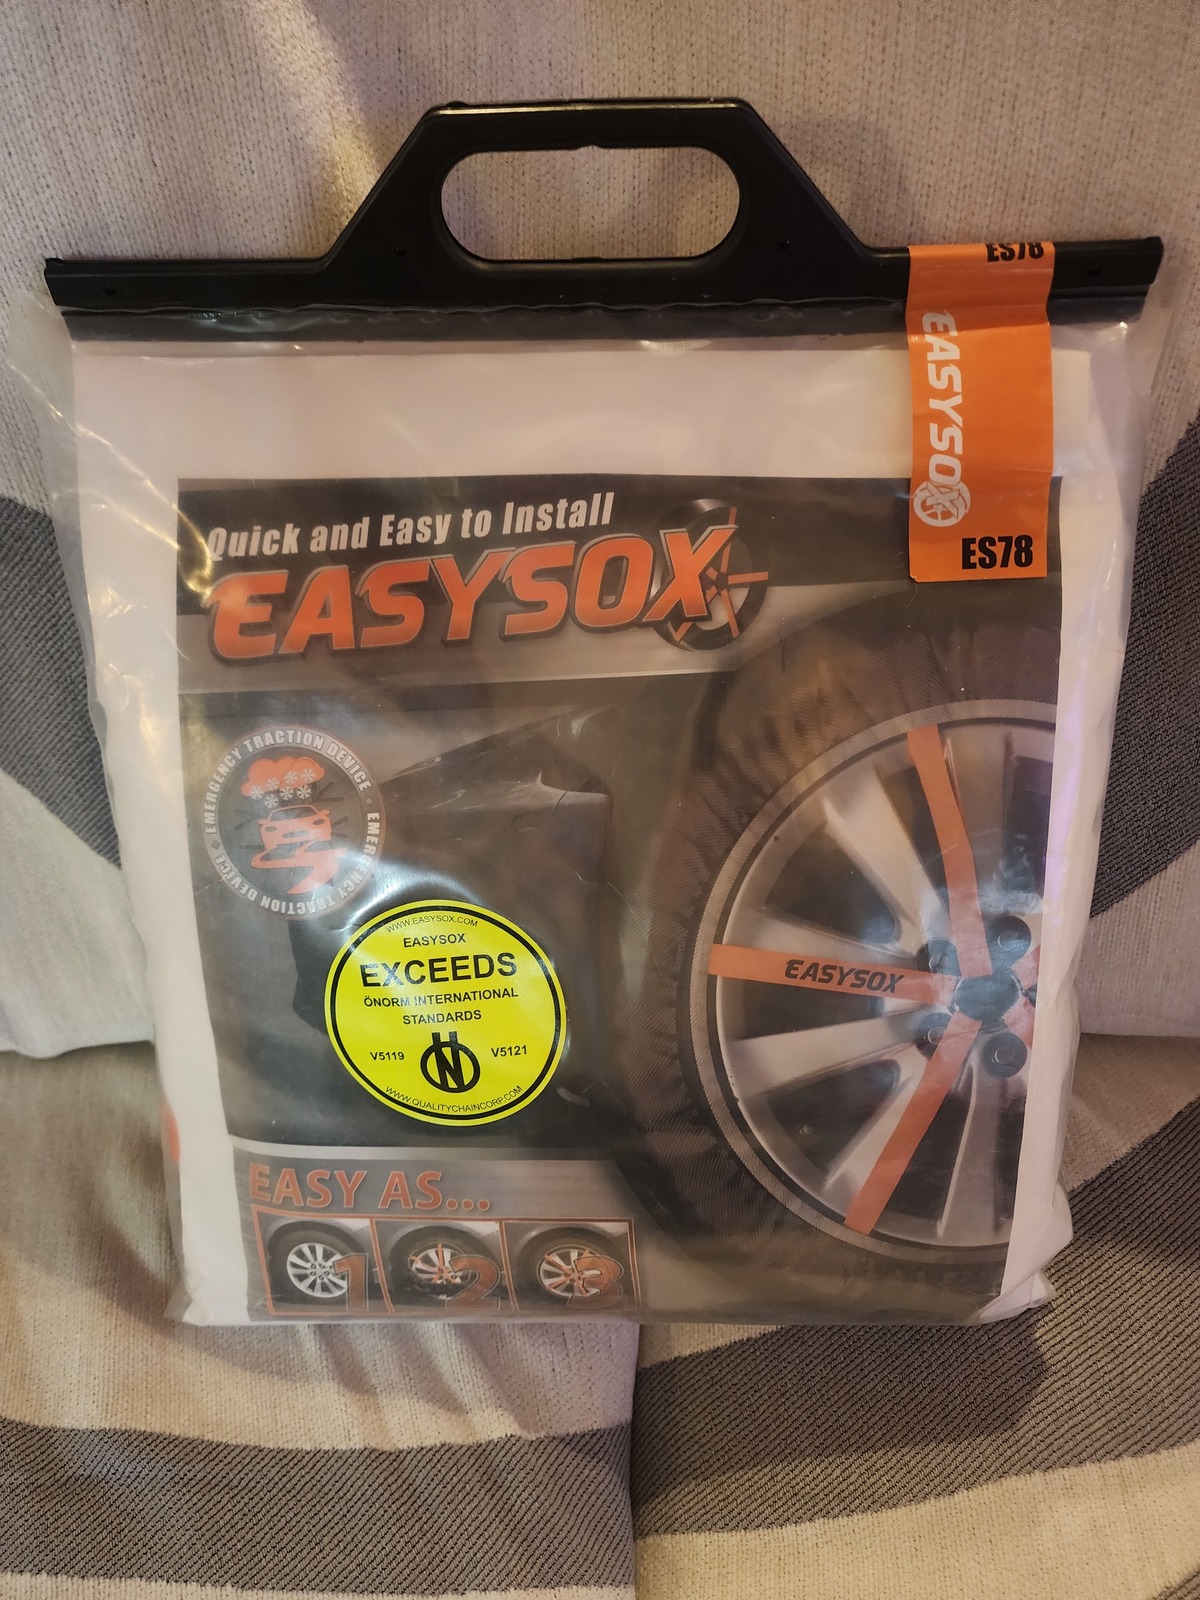 ES78
EASYSOX
ES78
Quick and Easy to Install
EASYSOX
EMERGENCY TRACTION DEVICE • EMERGENCY TRACTION DEVICE •
EASYSOX
WWW.EASYSOX.COM
EASYSOX
EXCEEDS
ÖNORM INTERNATIONAL
STANDARDS
V5119 V5121
WWW.QUALITYCHAINCORP.COM
EASY AS...
1 2 3